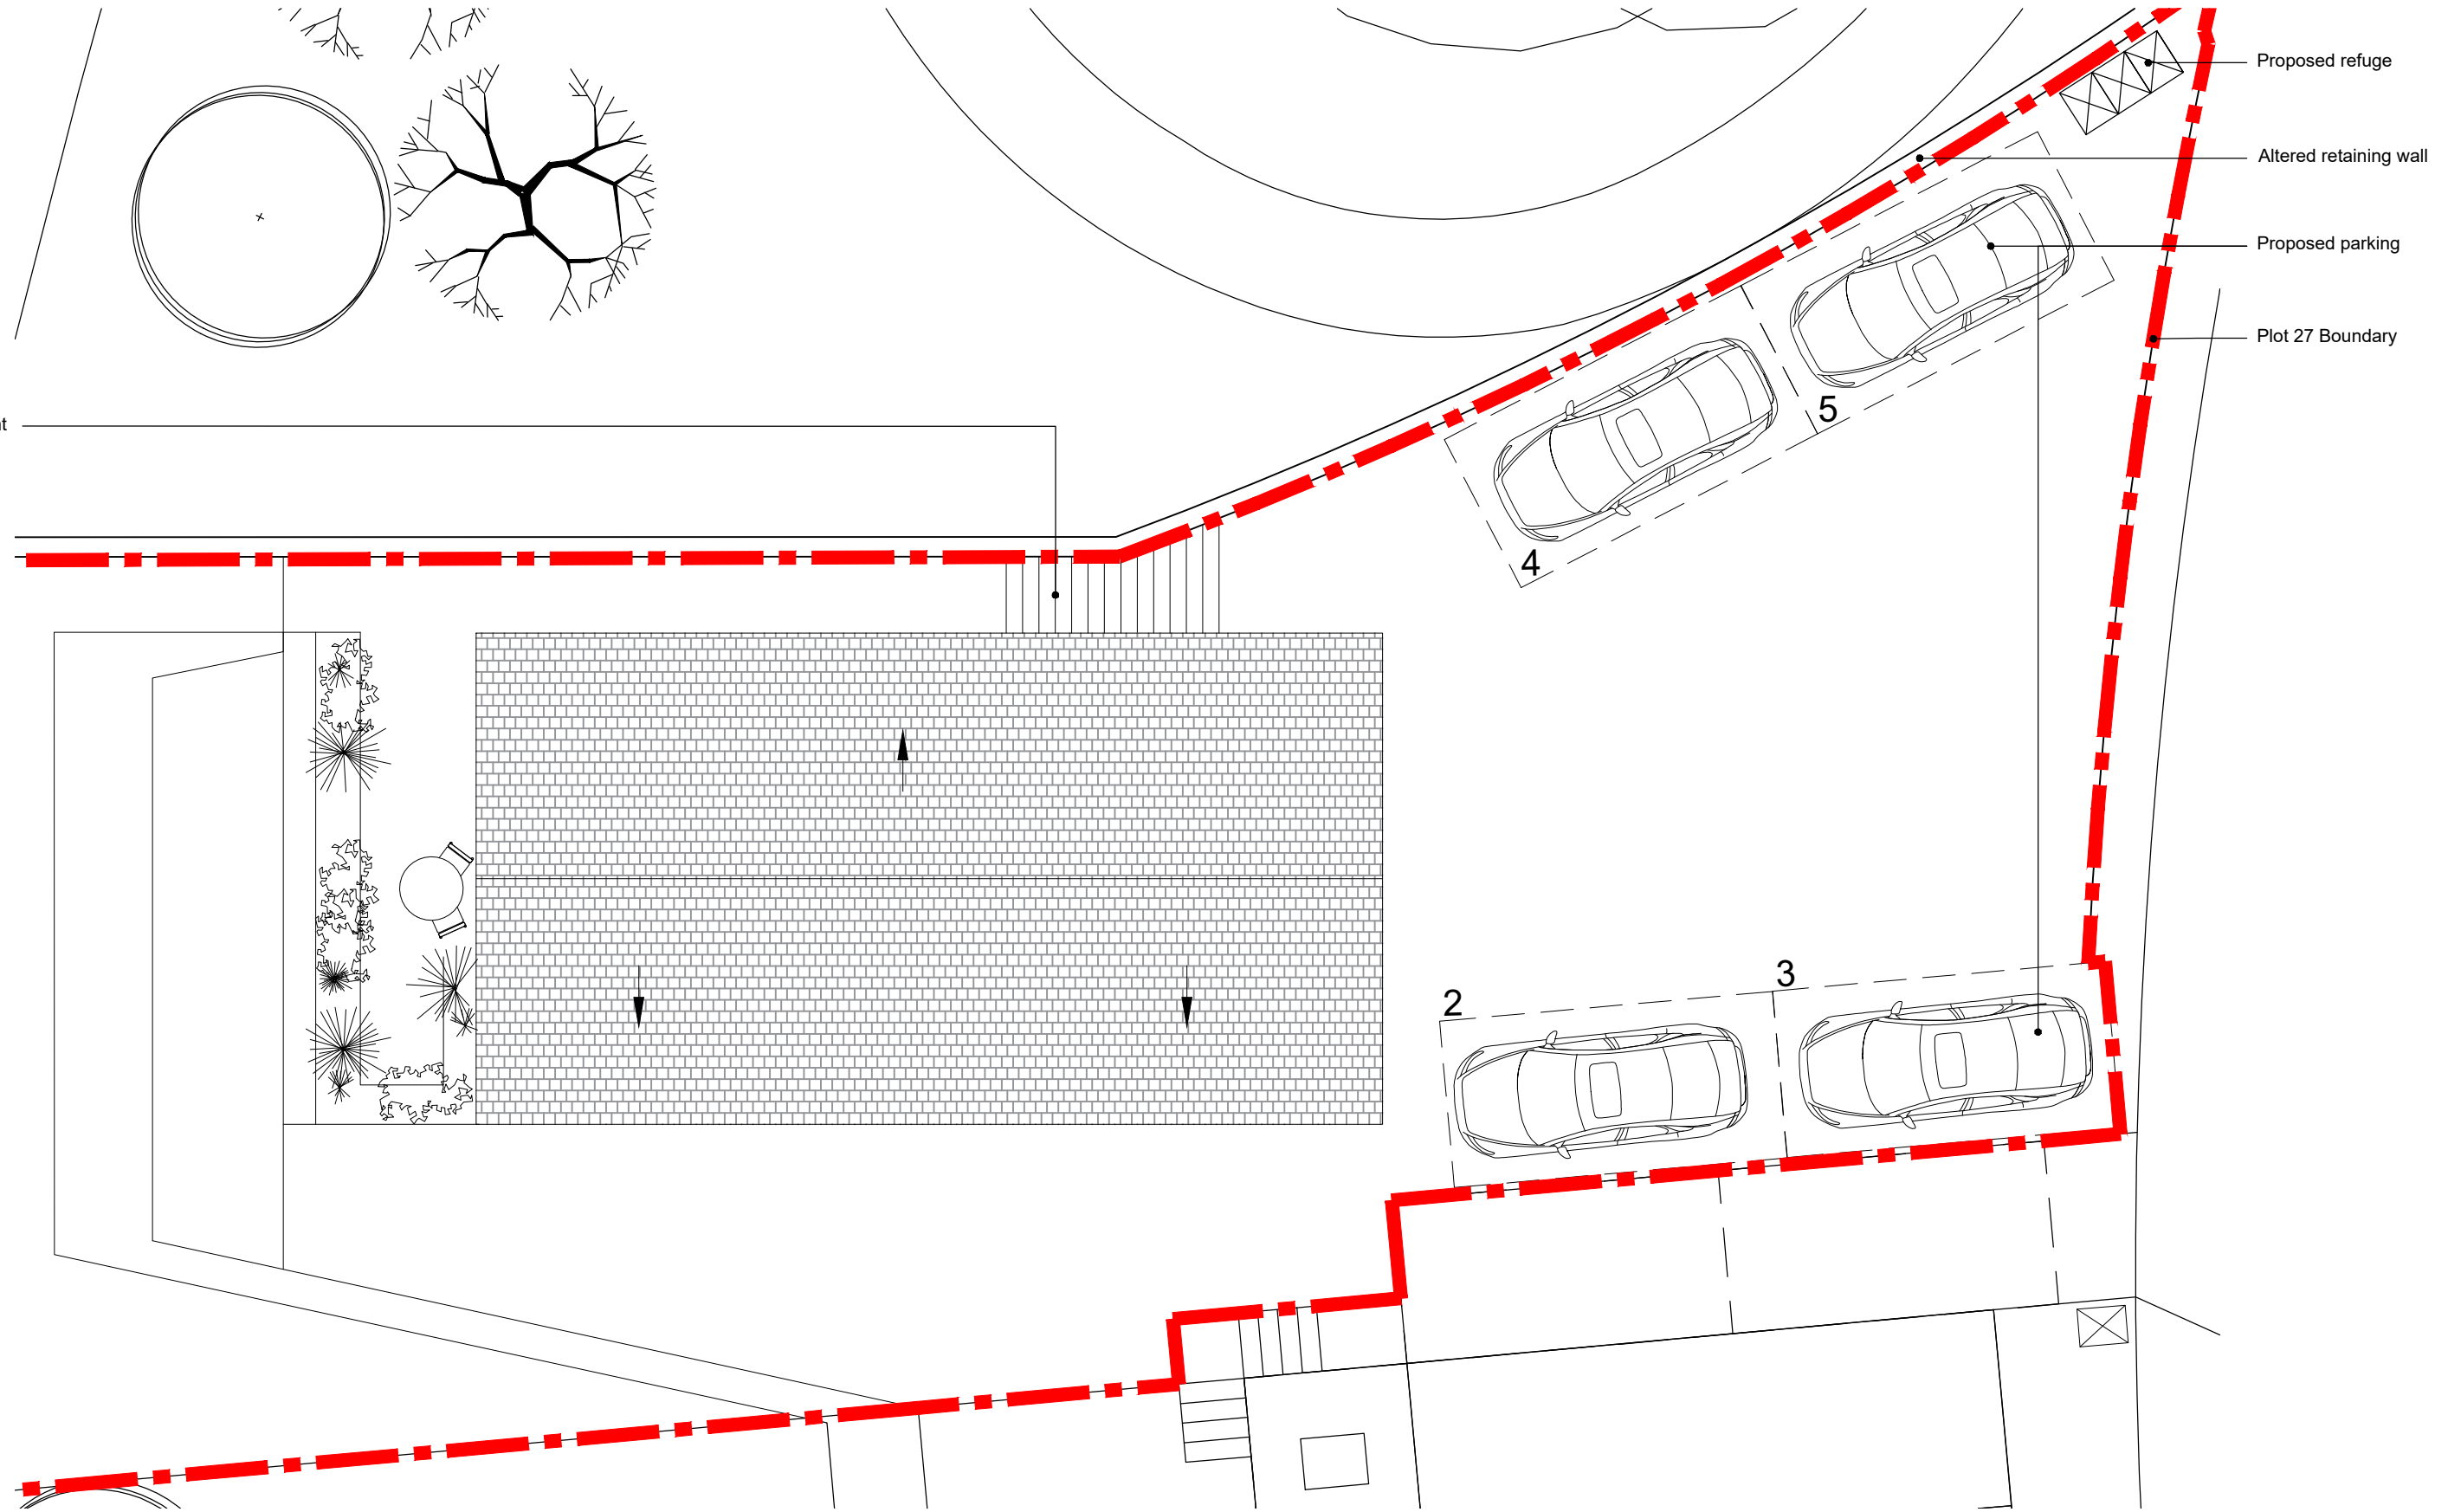 Proposed refuge
Altered retaining wall
Proposed parking
Plot 27 Boundary
5
4
2
3